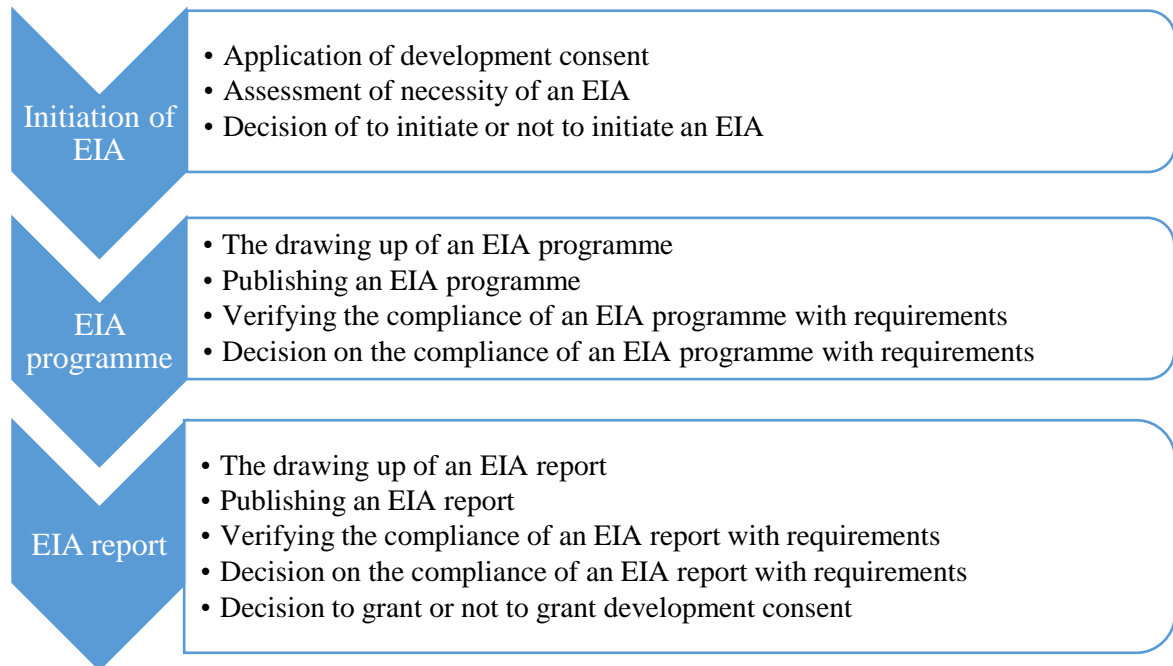 Initiation of
EIA
• Application of development consent
• Assessment of necessity of an EIA
• Decision of to initiate or not to initiate an EIA
EIA
programme
• The drawing up of an EIA programme
• Publishing an EIA programme
• Verifying the compliance of an EIA programme with requirements
• Decision on the compliance of an EIA programme with requirements
EIA report
• The drawing up of an EIA report
• Publishing an EIA report
• Verifying the compliance of an EIA report with requirements
• Decision on the compliance of an EIA report with requirements
• Decision to grant or not to grant development consent